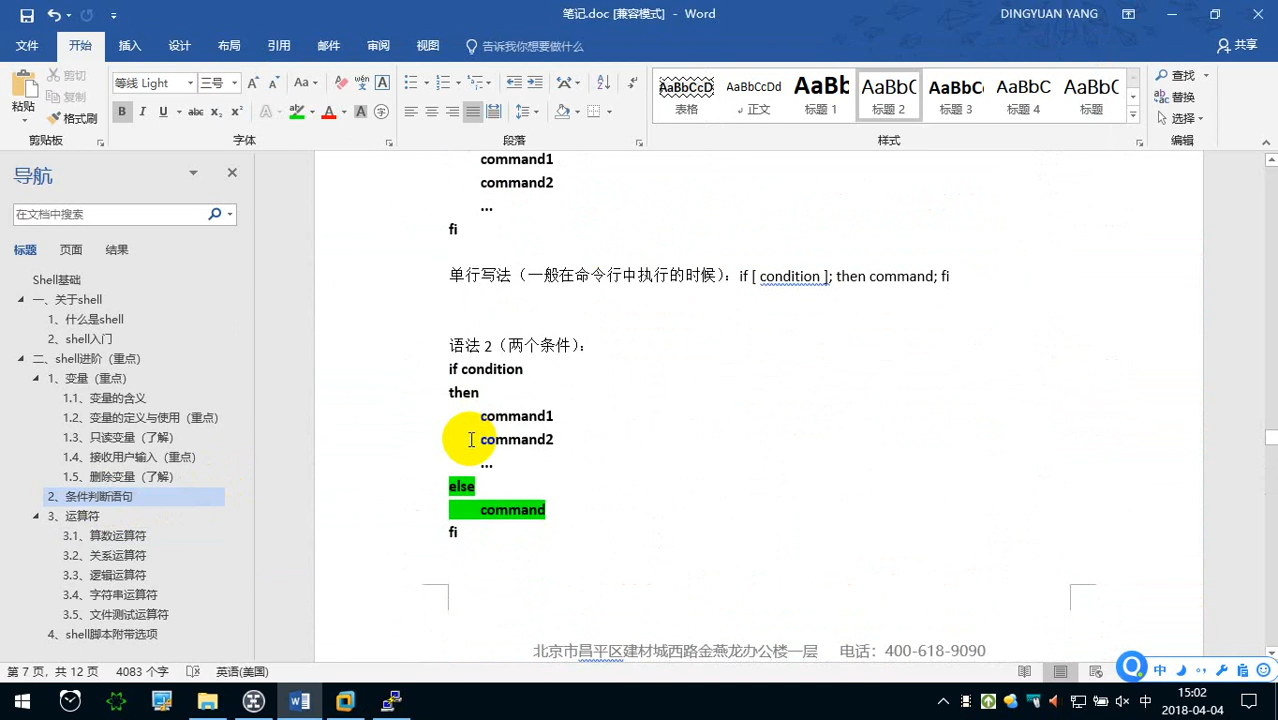 笔记.doc [兼容模式] - Word
DINGYUAN YANG
文件 开始 插入 设计 布局 引用 邮件 审阅 视图 告诉我你想要做什么 共享
粘贴 剪切 复制 格式刷
等线 Light 三号
AaBbCcD AaBbCcDd AaBb AaBbC AaBbC AaBbC AaBbC
表格 正文 标题 1 标题 2 标题 3 标题 4 标题
查找 替换 选择
剪贴板 字体 段落 样式 编辑
导航
在文档中搜索
标题 页面 结果
Shell基础
一、关于shell
1、什么是shell
2、shell入门
二、shell进阶（重点）
1、变量（重点）
1.1、变量的含义
1.2、变量的定义与使用（重点）
1.3、只读变量（了解）
1.4、接收用户输入（重点）
1.5、删除变量（了解）
2、条件判断语句
3、运算符
3.1、算数运算符
3.2、关系运算符
3.3、逻辑运算符
3.4、字符串运算符
3.5、文件测试运算符
4、shell脚本附带选项
command1
command2
...
fi
单行写法（一般在命令行中执行的时候）：if [ condition ]; then command; fi
语法 2（两个条件）：
if condition
then
command1
command2
...
else
command
fi
北京市昌平区建材城西路金燕龙办公楼一层 电话：400-618-9090
第 7 页，共 12 页 4083 个字 英语(美国)
中
中 15:02
2018-04-04